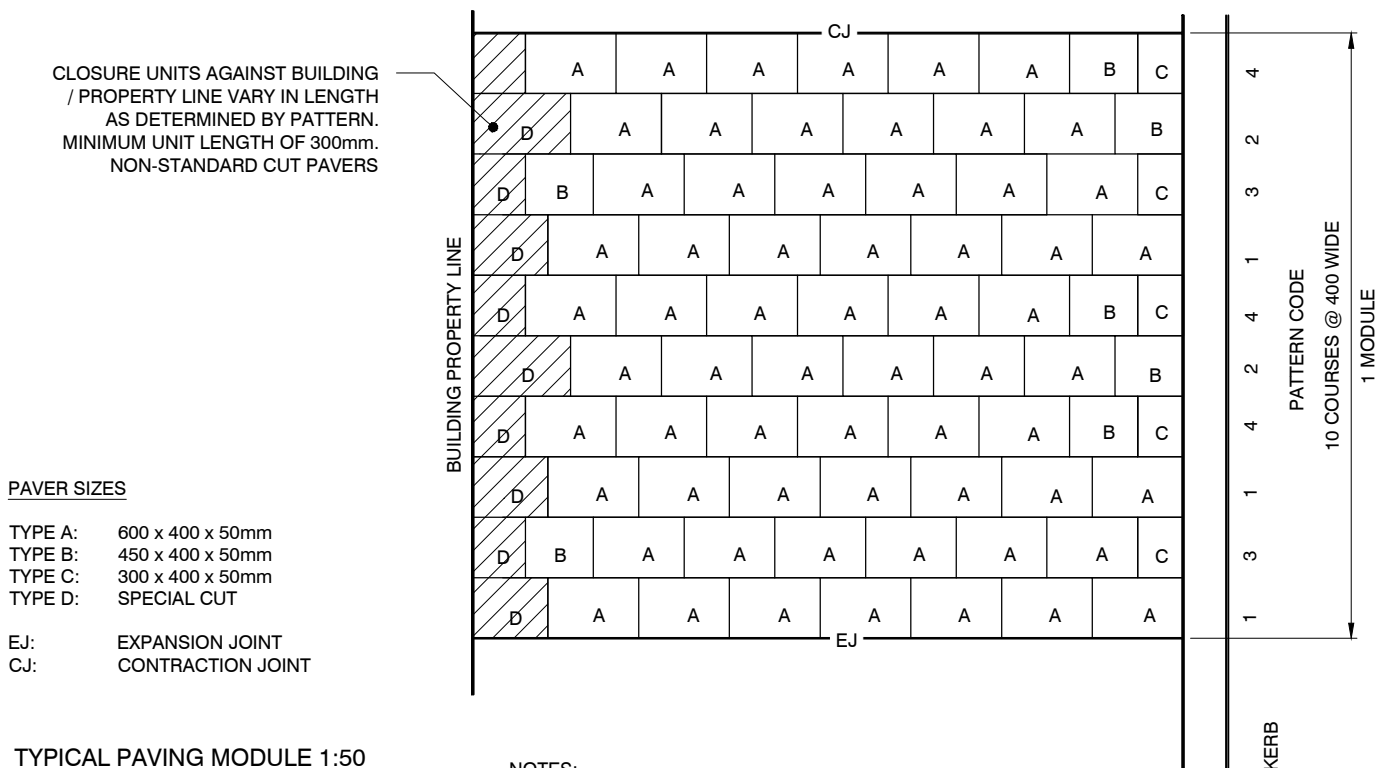 CJ
CLOSURE UNITS AGAINST BUILDING
/ PROPERTY LINE VARY IN LENGTH
AS DETERMINED BY PATTERN.
MINIMUM UNIT LENGTH OF 300mm.
NON-STANDARD CUT PAVERS
A A A A A A B C 4
D A A A A A A B 2
D B A A A A A A C 3
D A A A A A A A 1
D A A A A A A B C 4
D A A A A A A B 2
D A A A A A A B C 4
D A A A A A A A 1
D B A A A A A A C 3
D A A A A A A A 1
EJ
BUILDING PROPERTY LINE
PATTERN CODE
10 COURSES @ 400 WIDE
1 MODULE
KERB
PAVER SIZES
TYPE A: 600 x 400 x 50mm
TYPE B: 450 x 400 x 50mm
TYPE C: 300 x 400 x 50mm
TYPE D: SPECIAL CUT
EJ: EXPANSION JOINT
CJ: CONTRACTION JOINT
TYPICAL PAVING MODULE 1:50
NOTES: